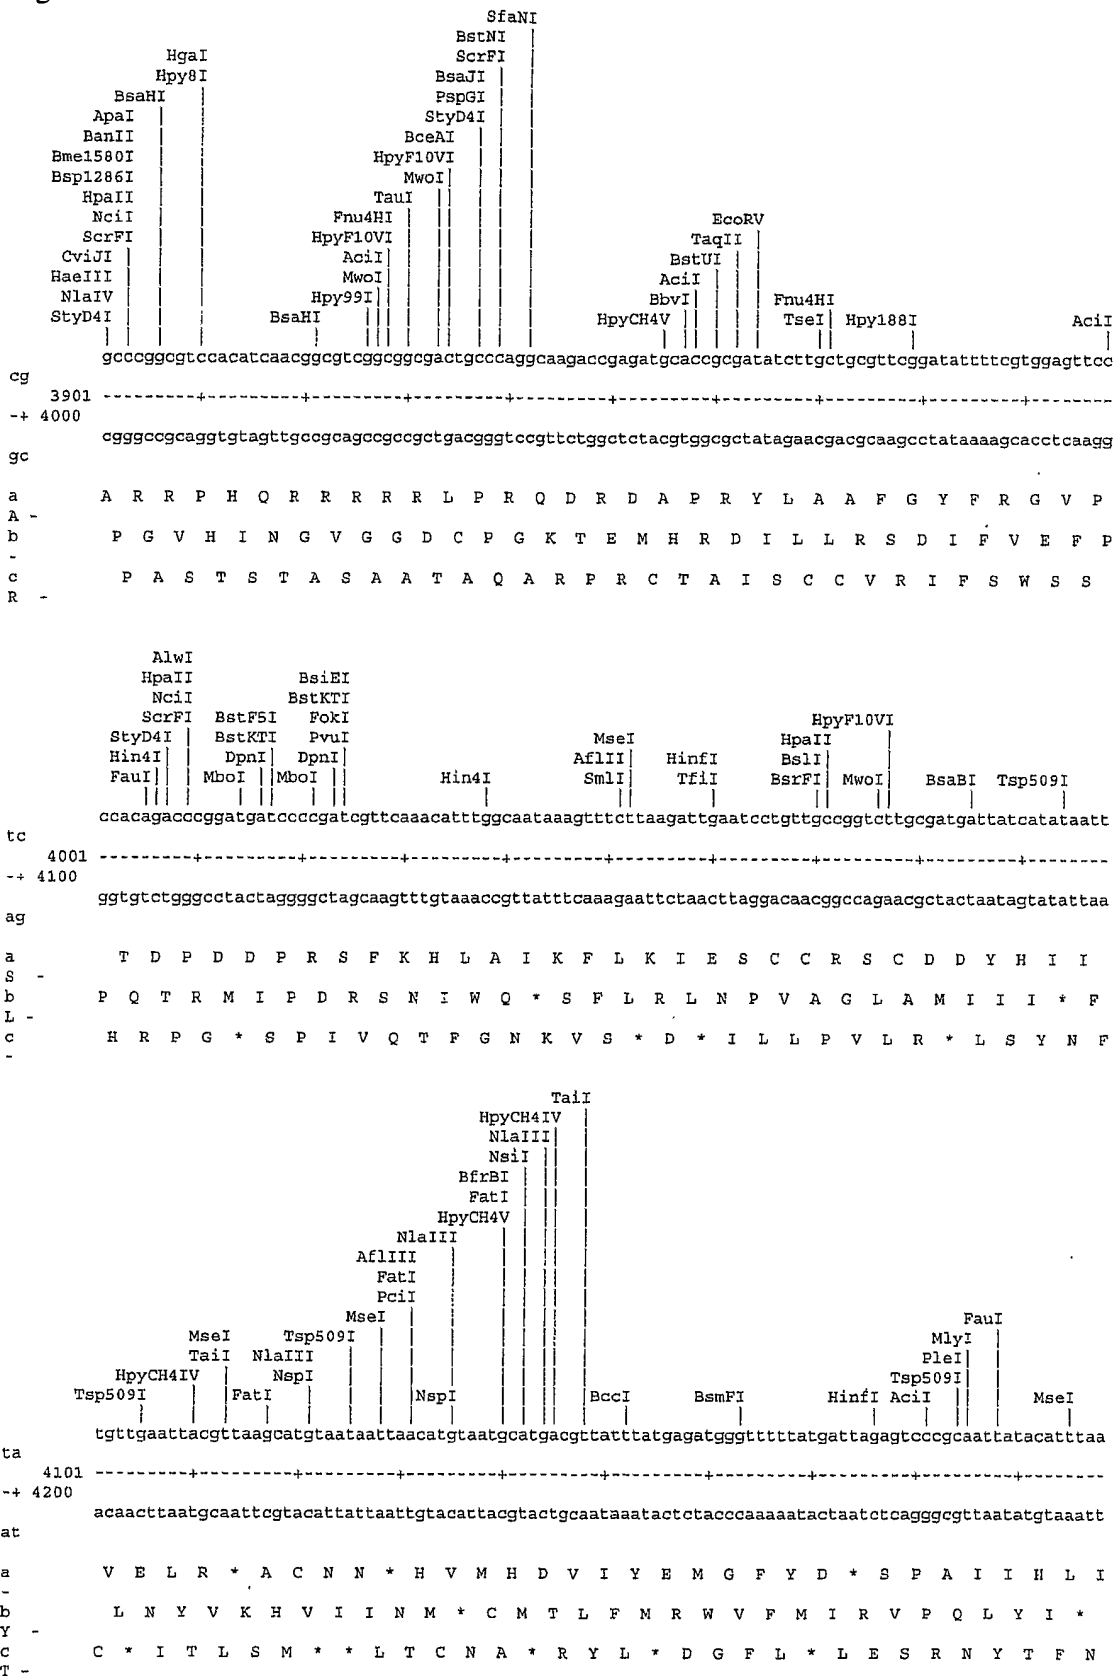 SfaNI
BstNI
HgaI ScrFI
Hpy8I BsaJI
BsaHI PspGI
ApaI StyD4I
BanII BceAI
Bme1580I HpyF10VI
Bsp1286I MwoI
HpaII TauI
NciI Fnu4HI EcoRV
ScrFI HpyF10VI TaqII
CviJI AciI BstUI
HaeIII MwoI AciI
NlaIV Hpy99I BbvI Fnu4HI
StyD4I BsaHI HpyCH4V TseI Hpy188I AciI
gcccggcgtccacatcaacggcgtcggcggcgactgcccaggcaagaccgagatgcaccgcgatatcttgctgcgttcggatattttcgtggagttcc
cg
3901 ---------+---------+---------+---------+---------+---------+---------+---------+---------+--------
-+ 4000
cgggccgcaggtgtagttgccgcagccgccgctgacgggtccgttctggctctacgtggcgctatagaacgacgcaagcctataaaagcacctcaagg
gc
a A R R P H Q R R R R R L P R Q D R D A P R Y L A A F G Y F R G V P
A -
b P G V H I N G V G G D C P G K T E M H R D I L L R S D I F V E F P
-
c P A S T S T A S A A T A Q A R P R C T A I S C C V R I F S W S S
R -
AlwI
HpaII BsiEI
NciI BstKTI
ScrFI BstF5I FokI HpyF10VI
StyD4I BstKTI PvuI MseI HpaII
Hin4I DpnI DpnI AflII HinfI BslI
FauI MboI MboI Hin4I SmlI TfiI BsrFI MwoI BsaBI Tsp509I
ccacagacccggatgatccccgatcgttcaaacatttggcaataaagtttcttaagattgaatcctgttgccggtcttgcgatgattatcatataatt
tc
4001 ---------+---------+---------+---------+---------+---------+---------+---------+---------+--------
-+ 4100
ggtgtctgggcctactaggggctagcaagtttgtaaaccgttatttcaaagaattctaacttaggacaacggccagaacgctactaatagtatattaa
ag
a T D P D D P R S F K H L A I K F L K I E S C C R S C D D Y H I I
S -
b P Q T R M I P D R S N I W Q * S F L R L N P V A G L A M I I I * F
L -
c H R P G * S P I V Q T F G N K V S * D * I L L P V L R * L S Y N F
-
TaiI
HpyCH4IV
NlaIII
NsiI
BfrBI
FatI
HpyCH4V
NlaIII
AflIII
FatI
PciI
MseI FauI
MseI Tsp509I MlyI
TaiI NlaIII PleI
HpyCH4IV NspI Tsp509I
Tsp509I FatI NspI BccI BsmFI HinfI AciI MseI
tgttgaattacgttaagcatgtaataattaacatgtaatgcatgacgttatttatgagatgggtttttatgattagagtcccgcaattatacatttaa
ta
4101 ---------+---------+---------+---------+---------+---------+---------+---------+---------+--------
-+ 4200
acaacttaatgcaattcgtacattattaattgtacattacgtactgcaataaatactctacccaaaaatactaatctcagggcgttaatatgtaaatt
at
a V E L R * A C N N * H V M H D V I Y E M G F Y D * S P A I I H L I
-
b L N Y V K H V I I N M * C M T L F M R W V F M I R V P Q L Y I *
Y -
c C * I T L S M * * L T C N A * R Y L * D G F L * L E S R N Y T F N
T -